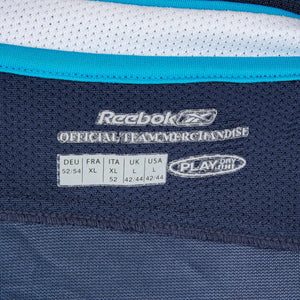 Reebok
OFFICIAL TEAM MERCHANDISE
DEU FRA ITA UK USA
52/54 XL XL L L
52 42/44 42/44
PLAY DRY